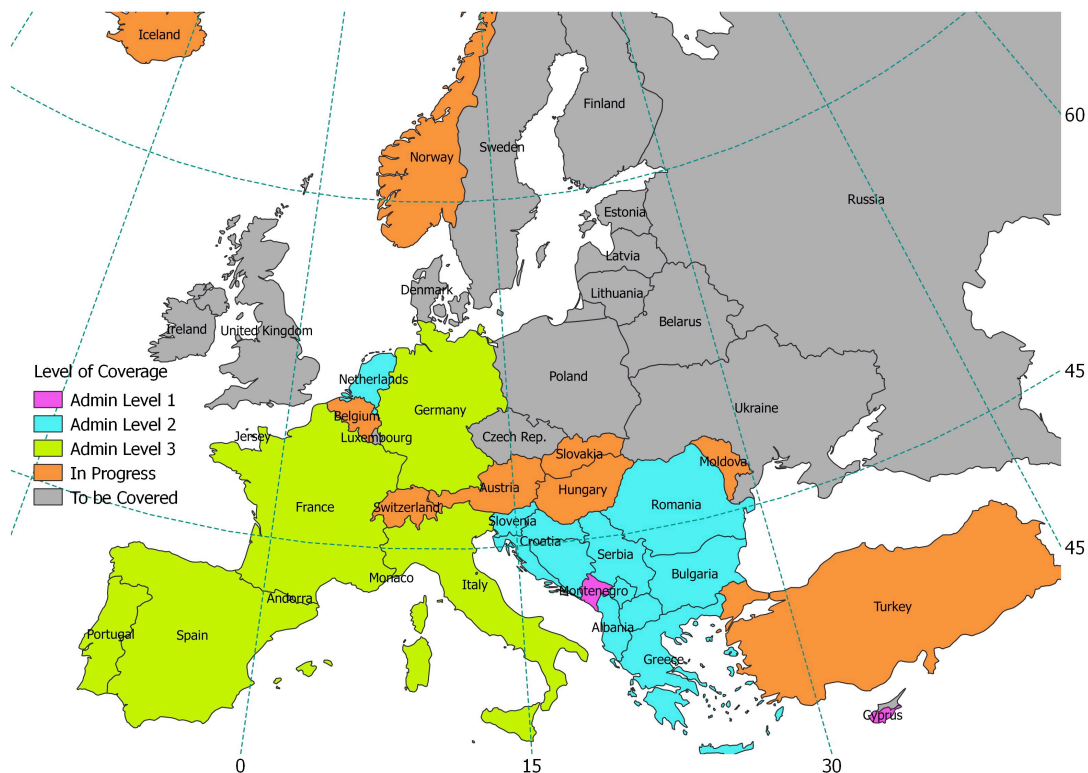 Iceland
Finland
60
Norway
Sweden
Russia
Estonia
Latvia
Denmark
Lithuania
Ireland
United Kingdom
Belarus
Level of Coverage
Admin Level 1
Admin Level 2
Admin Level 3
In Progress
To be Covered
45
Netherlands
Poland
Germany
Ukraine
Belgium
Jersey
Luxembourg
Czech Rep.
Slovakia
Moldova
Austria
Hungary
France
Switzerland
Romania
Slovenia
Croatia
45
Serbia
Bulgaria
Monaco
Italy
Montenegro
Andorra
Turkey
Albania
Portugal
Spain
Greece
Cyprus
0
15
30